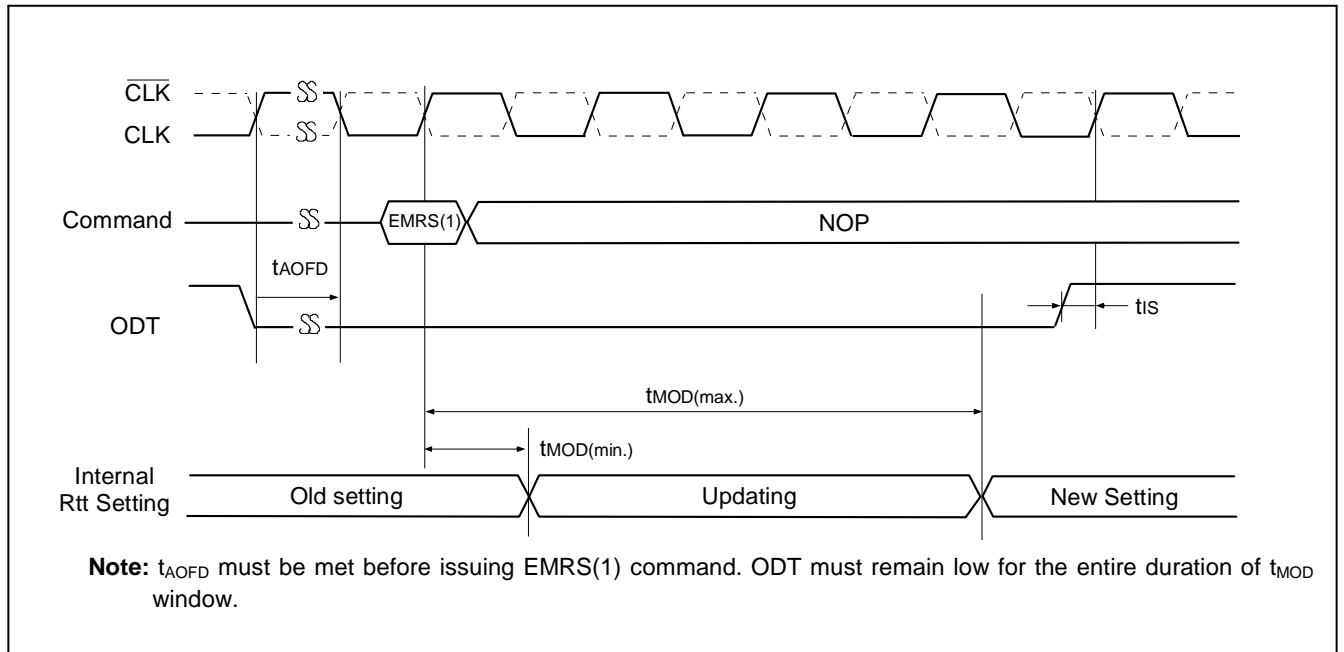 CLK
CLK
Command
EMRS(1)
NOP
tAOFD
ODT
tIS
tMOD(max.)
tMOD(min.)
Internal
Rtt Setting
Old setting
Updating
New Setting
Note: tAOFD must be met before issuing EMRS(1) command. ODT must remain low for the entire duration of tMOD
window.